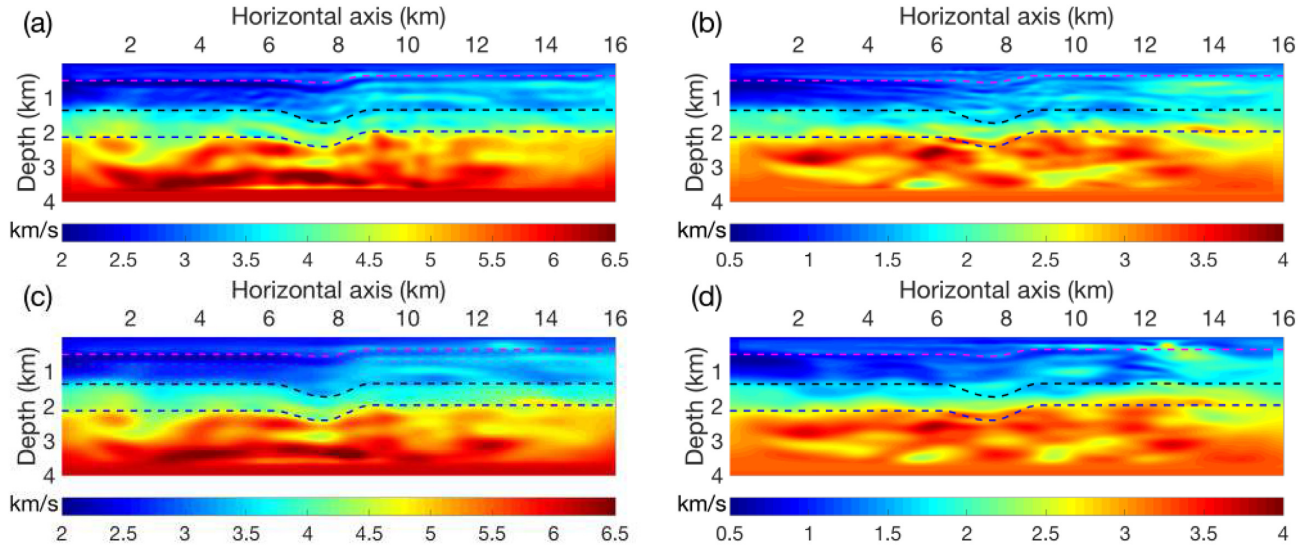 (a) Horizontal axis (km)
2 4 6 8 10 12 14 16
Depth (km)
1
2
3
4
km/s
2 2.5 3 3.5 4 4.5 5 5.5 6 6.5
(b) Horizontal axis (km)
2 4 6 8 10 12 14 16
Depth (km)
1
2
3
4
km/s
0.5 1 1.5 2 2.5 3 3.5 4
(c) Horizontal axis (km)
2 4 6 8 10 12 14 16
Depth (km)
1
2
3
4
km/s
2 2.5 3 3.5 4 4.5 5 5.5 6 6.5
(d) Horizontal axis (km)
2 4 6 8 10 12 14 16
Depth (km)
1
2
3
4
km/s
0.5 1 1.5 2 2.5 3 3.5 4